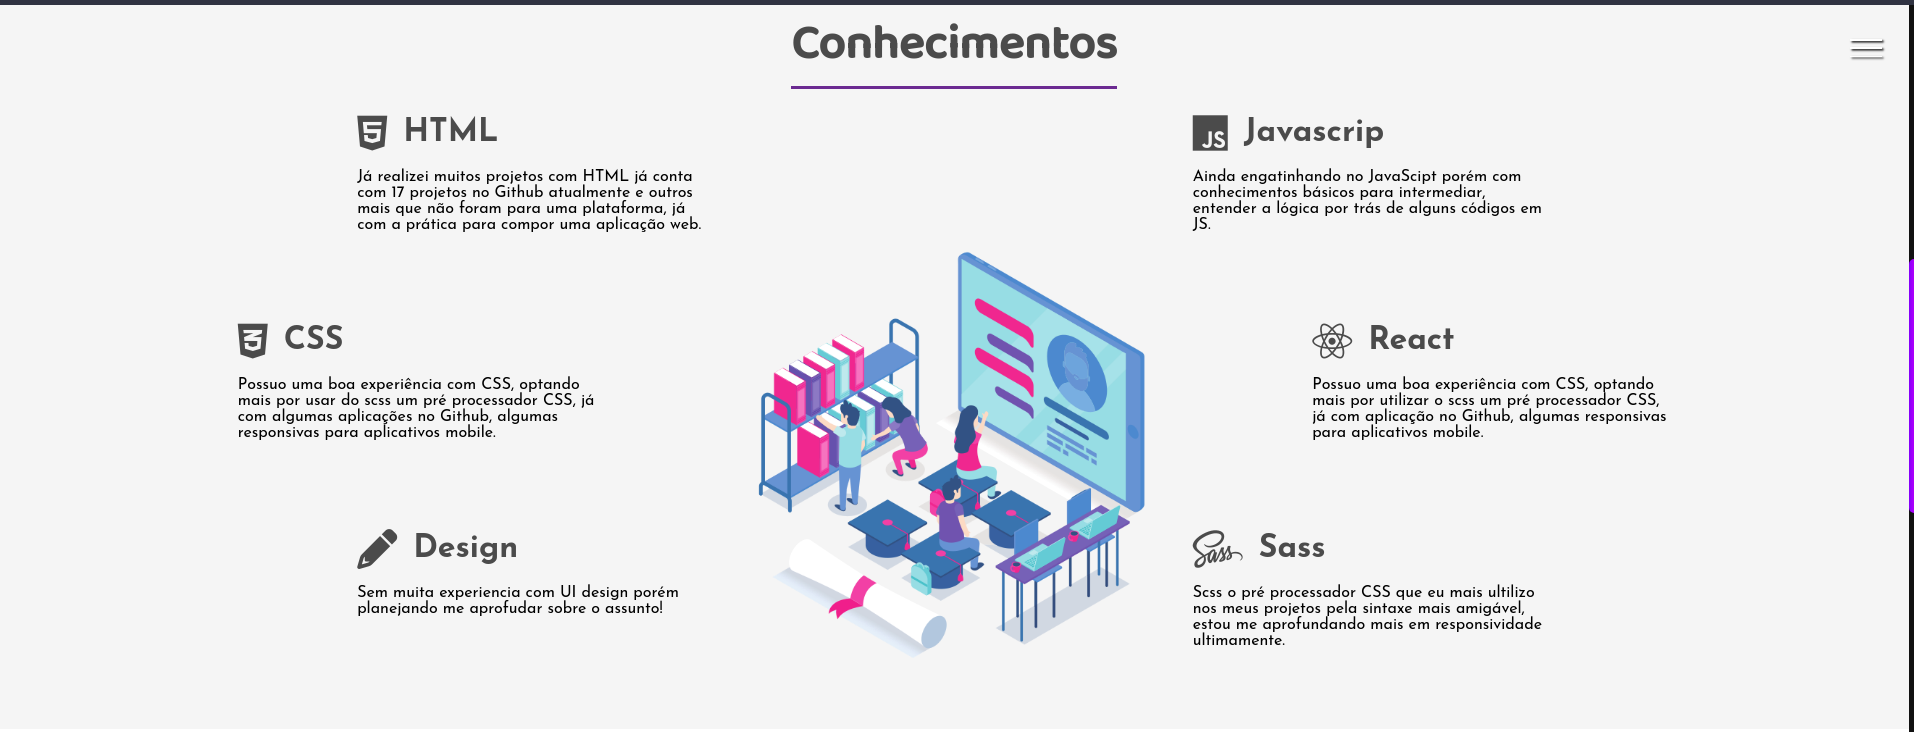 Conhecimentos
HTML
Já realizei muitos projetos com HTML já conta
com 17 projetos no Github atualmente e outros
mais que não foram para uma plataforma, já
com a prática para compor uma aplicação web.
CSS
Possuo uma boa experiência com CSS, optando
mais por usar do scss um pré processador CSS, já
com algumas aplicações no Github, algumas
responsivas para aplicativos mobile.
Design
Sem muita experiencia com UI design porém
planejando me aprofudar sobre o assunto!
JS Javascrip
Ainda engatinhando no JavaScipt porém com
conhecimentos básicos para intermediar,
entender a lógica por trás de alguns códigos em
JS.
React
Possuo uma boa experiência com CSS, optando
mais por utilizar o scss um pré processador CSS,
já com aplicação no Github, algumas responsivas
para aplicativos mobile.
Sass Sass
Scss o pré processador CSS que eu mais ultilizo
nos meus projetos pela sintaxe mais amigável,
estou me aprofundando mais em responsividade
ultimamente.